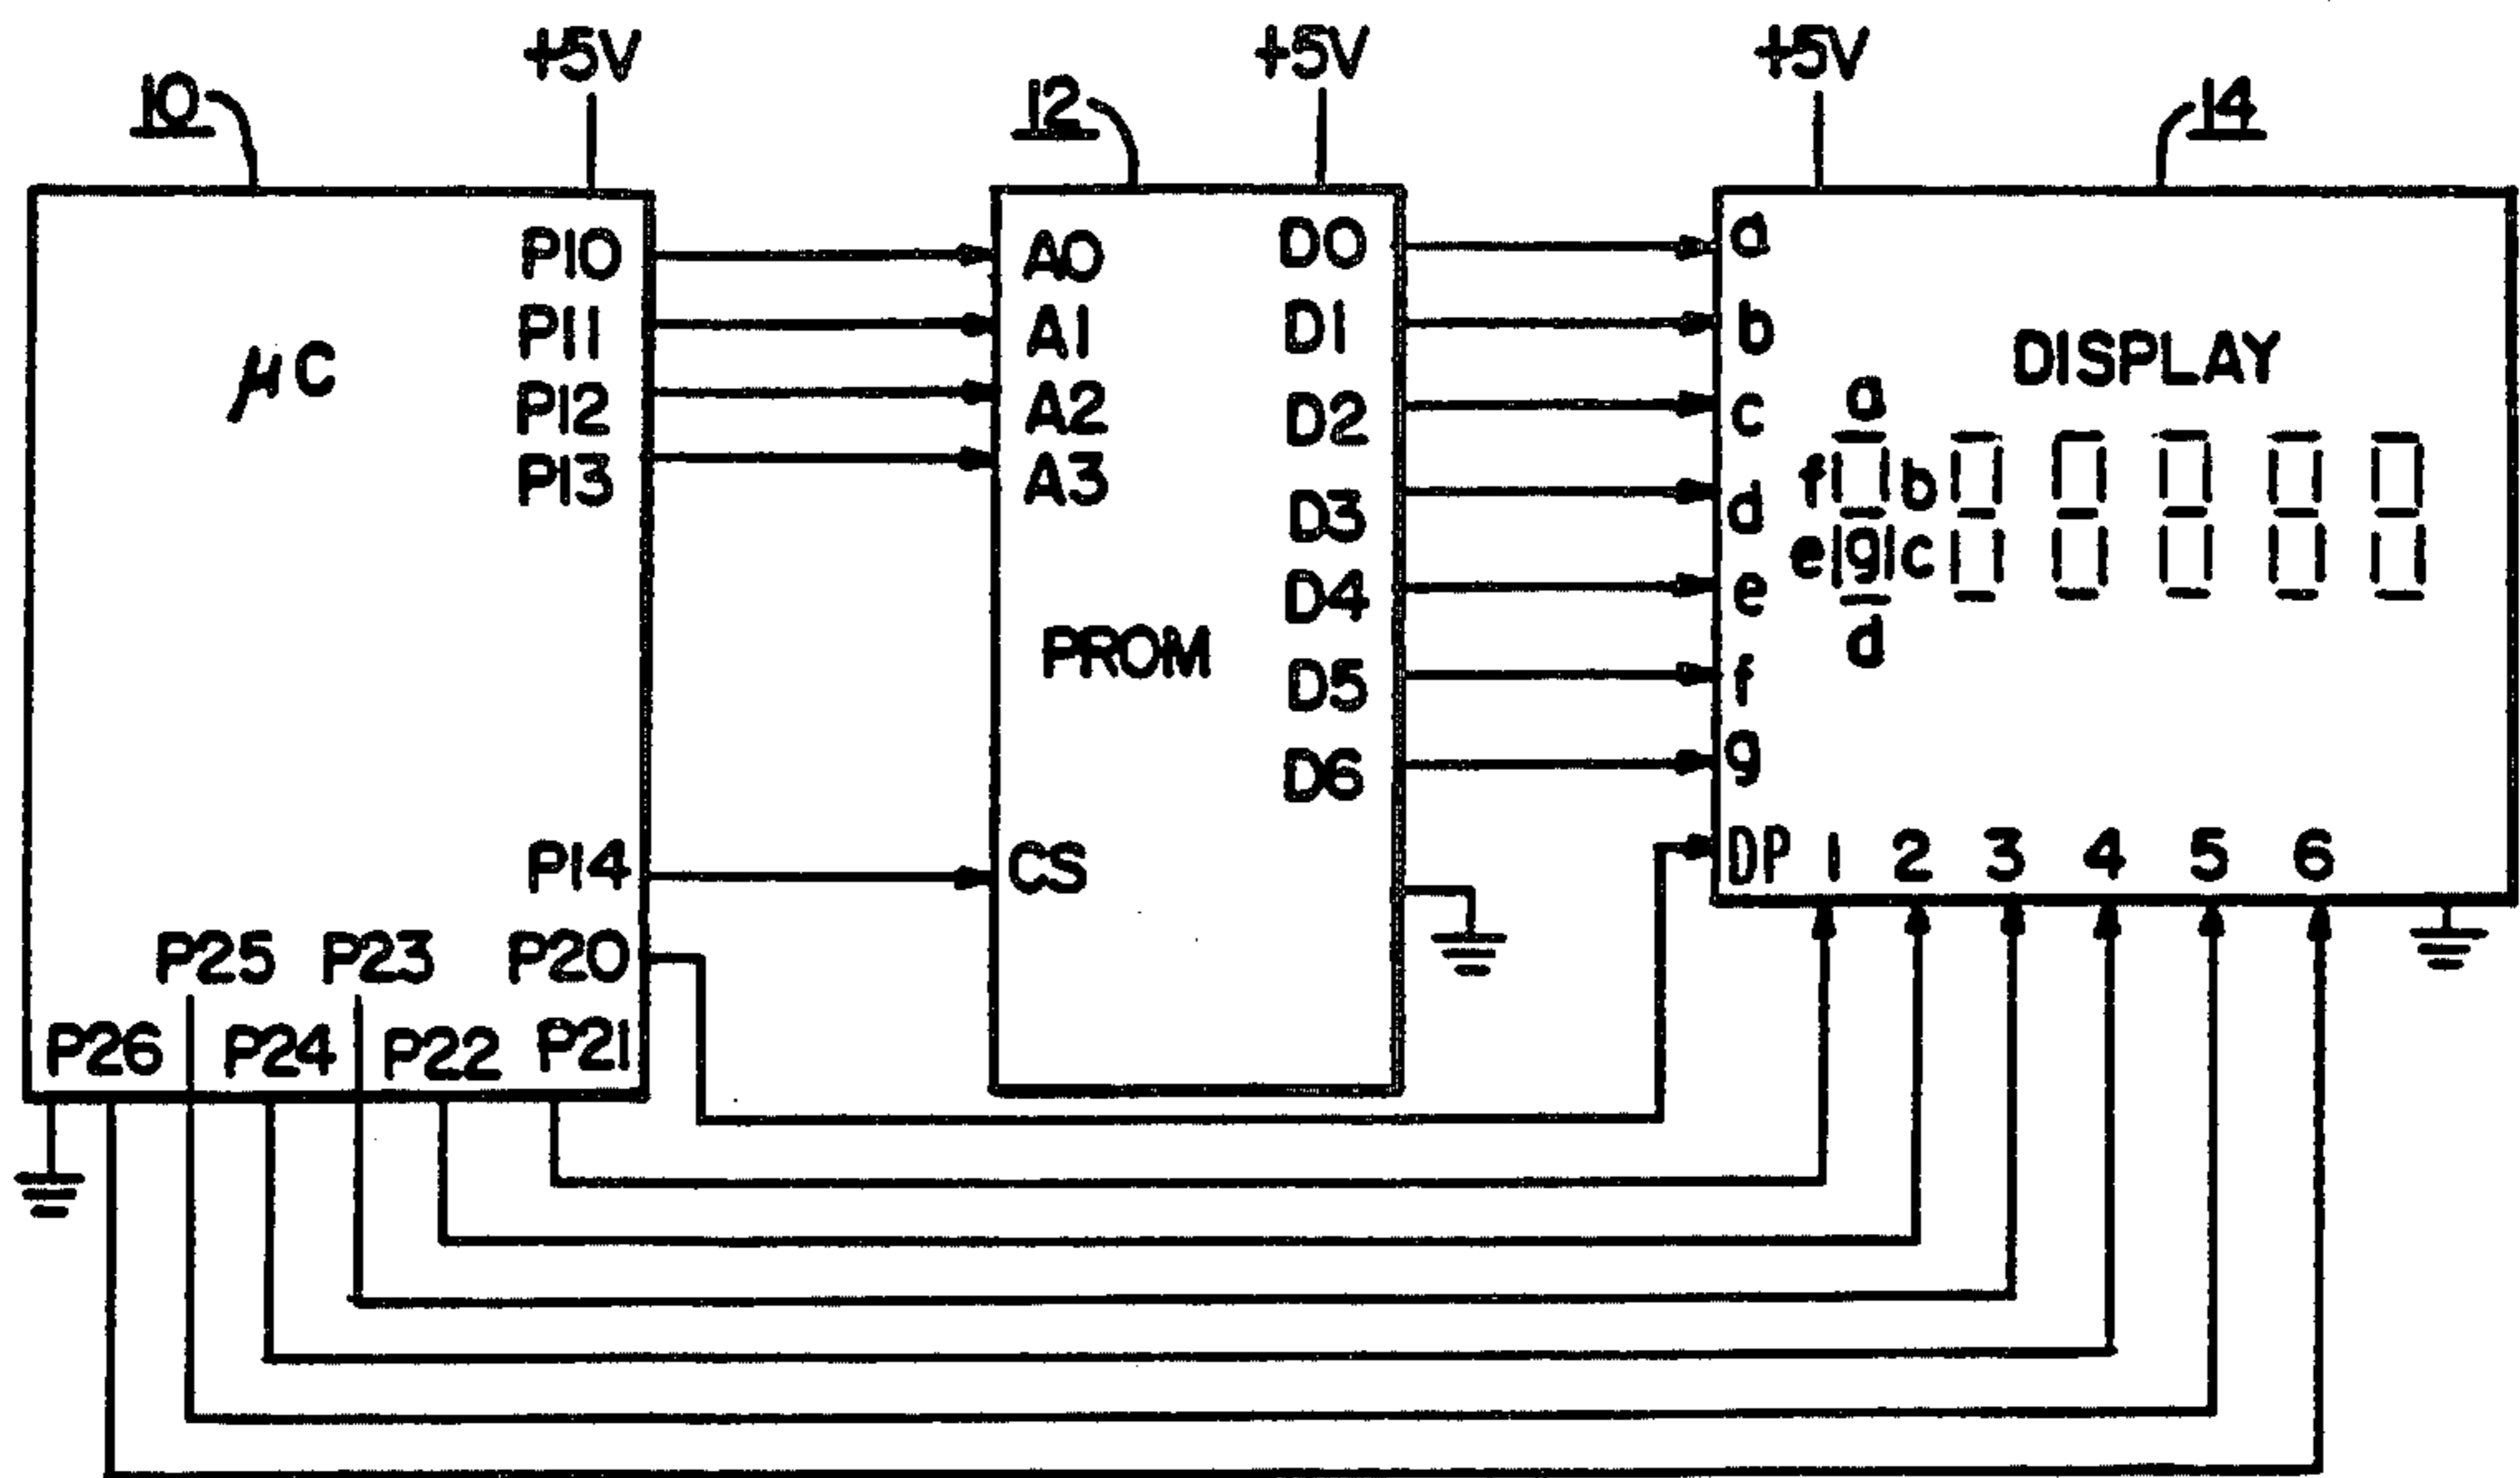 +5V +5V +5V
10 12 14
P10 A0 D0 a
P11 A1 D1 b
μC DISPLAY
P12 A2 D2 c a
P13 A3 D3 d f b
D4 e e g c
PROM D5 f d
D6 g
P14 CS DP 1 2 3 4 5 6
P25 P23 P20
P26 P24 P22 P21